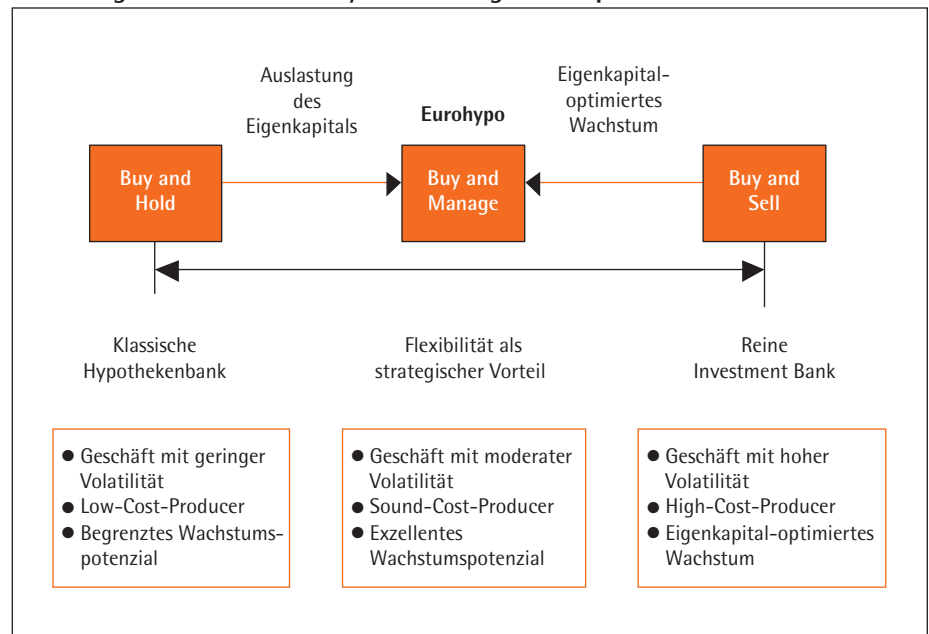 Auslastung
des
Eigenkapitals
Eurohypo
Eigenkapital-
optimiertes
Wachstum
Buy and
Hold
Buy and
Manage
Buy and
Sell
Klassische
Hypothekenbank
Flexibilität als
strategischer Vorteil
Reine
Investment Bank
● Geschäft mit geringer
Volatilität
● Low-Cost-Producer
● Begrenztes Wachstums-
potenzial
● Geschäft mit moderater
Volatilität
● Sound-Cost-Producer
● Exzellentes
Wachstumspotenzial
● Geschäft mit hoher
Volatilität
● High-Cost-Producer
● Eigenkapital-optimiertes
Wachstum